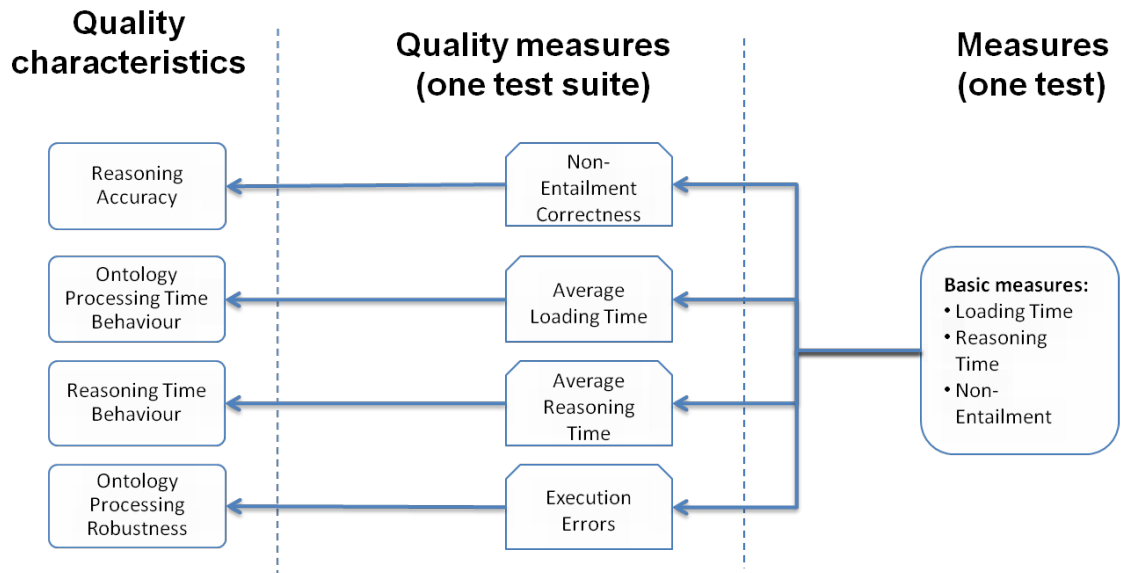 Quality
characteristics
Quality measures
(one test suite)
Measures
(one test)
Reasoning
Accuracy
Non-
Entailment
Correctness
Ontology
Processing Time
Behaviour
Average
Loading Time
Basic measures:
• Loading Time
• Reasoning
Time
• Non-
Entailment
Reasoning Time
Behaviour
Average
Reasoning
Time
Ontology
Processing
Robustness
Execution
Errors